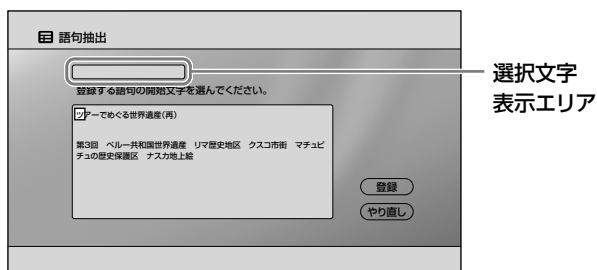 語句抽出
登録する語句の開始文字を選んでください。
ツアーでめぐる世界遺産(再)
第3回 ペルー共和国世界遺産 リマ歴史地区 クスコ市街 マチュピ
チュの歴史保護区 ナスカ地上絵
登録
やり直し
選択文字
表示エリア